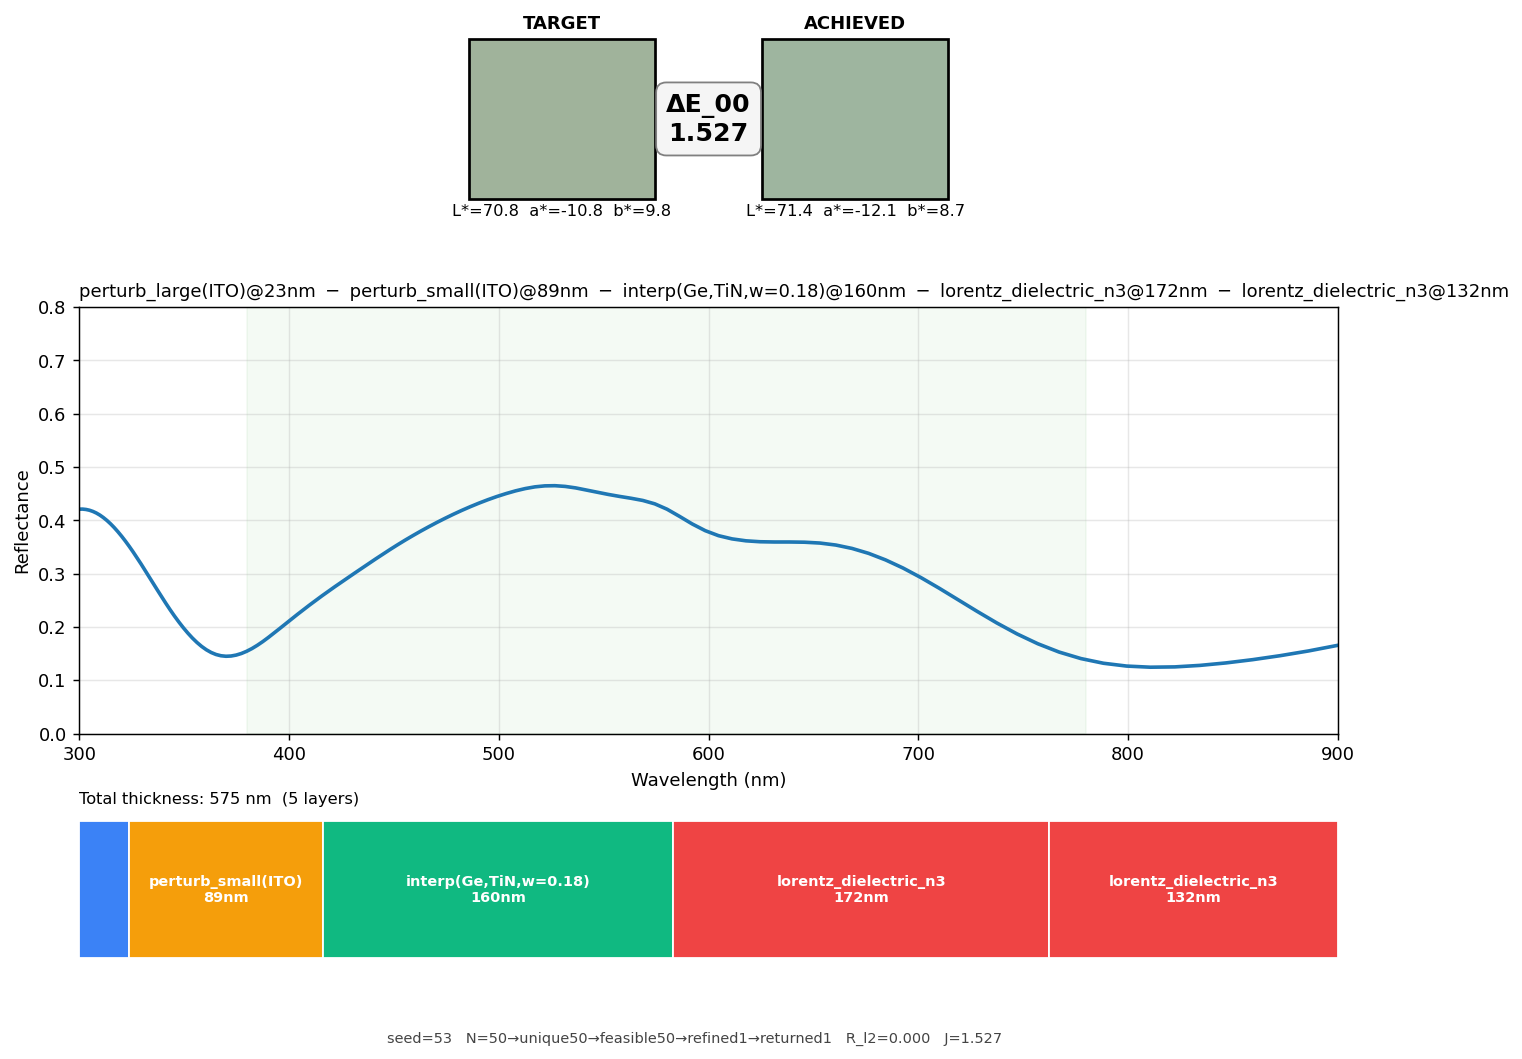 TARGET
ACHIEVED
ΔE_00
1.527
L*=70.8 a*=-10.8 b*=9.8
L*=71.4 a*=-12.1 b*=8.7
perturb_large(ITO)@23nm − perturb_small(ITO)@89nm − interp(Ge,TiN,w=0.18)@160nm − lorentz_dielectric_n3@172nm − lorentz_dielectric_n3@132nm
0.8
0.7
0.6
0.5
0.4
0.3
0.2
0.1
0.0
Reflectance
300 400 500 600 700 800 900
Wavelength (nm)
Total thickness: 575 nm (5 layers)
perturb_small(ITO)
89nm
interp(Ge,TiN,w=0.18)
160nm
lorentz_dielectric_n3
172nm
lorentz_dielectric_n3
132nm
seed=53 N=50→unique50→feasible50→refined1→returned1 R_l2=0.000 J=1.527